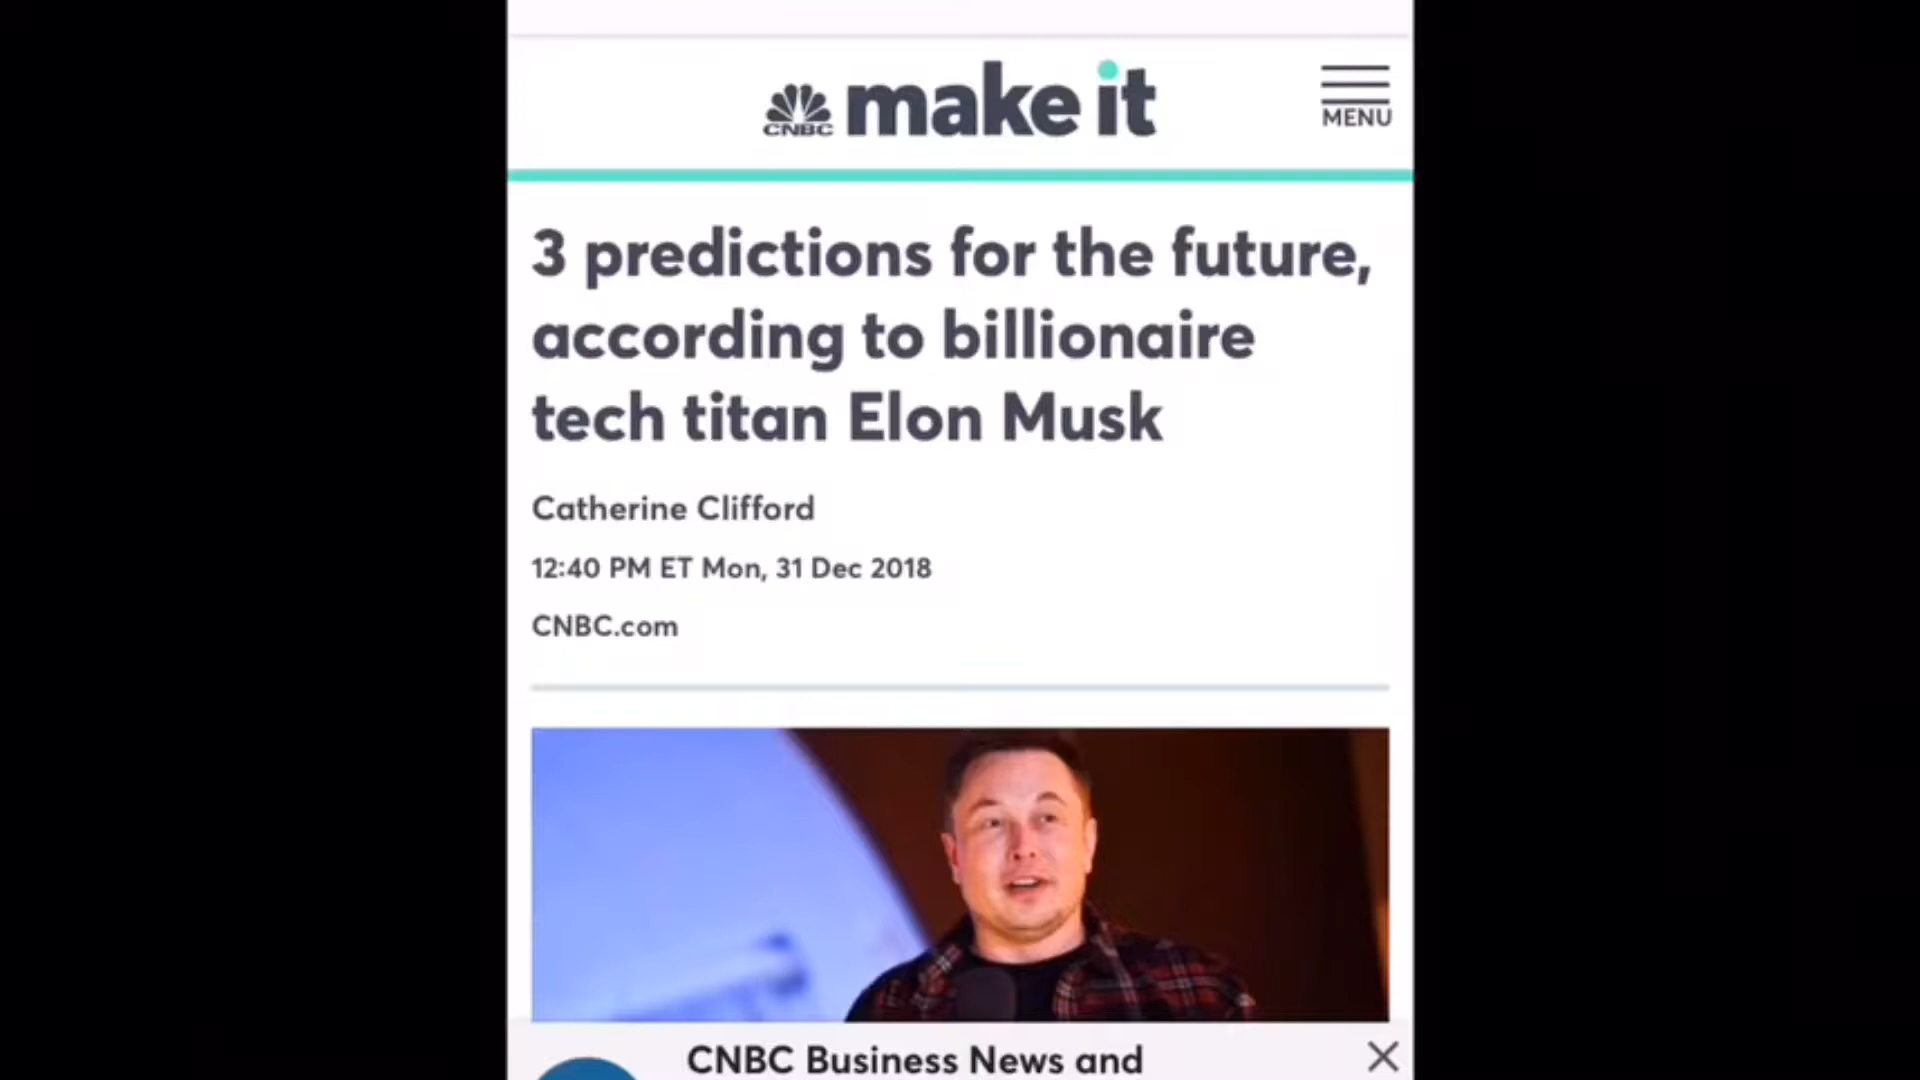 CNBC make it
MENU
3 predictions for the future,
according to billionaire
tech titan Elon Musk
Catherine Clifford
12:40 PM ET Mon, 31 Dec 2018
CNBC.com
CNBC Business News and